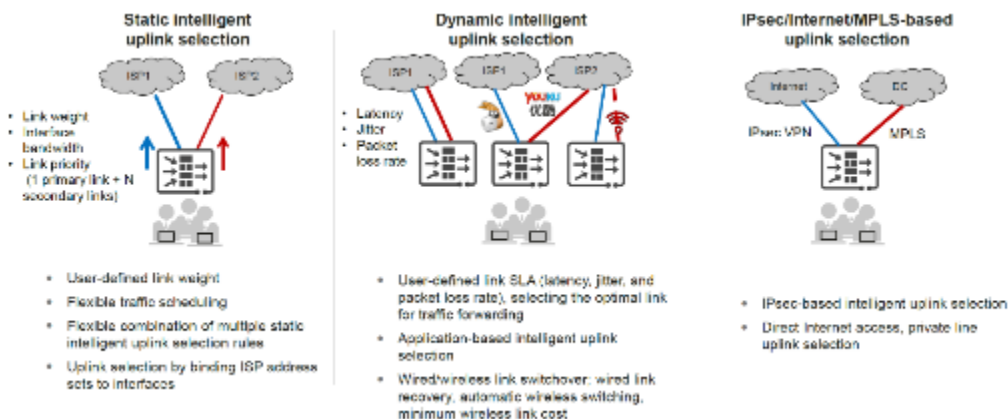 Static intelligent
uplink selection
ISP1
ISP2
• Link weight
• Interface
bandwidth
• Link priority
(1 primary link + N
secondary links)
• User-defined link weight
• Flexible traffic scheduling
• Flexible combination of multiple static
intelligent uplink selection rules
• Uplink selection by binding ISP address
sets to interfaces
Dynamic intelligent
uplink selection
ISP1
ISP1
ISP2
• Latency
• Jitter
• Packet
loss rate
YOUKU
优酷
• User-defined link SLA (latency, jitter, and
packet loss rate), selecting the optimal link
for traffic forwarding
• Application-based intelligent uplink
selection
• Wired/wireless link switchover: wired link
recovery, automatic wireless switching,
minimum wireless link cost
IPsec/Internet/MPLS-based
uplink selection
Internet
DC
IPsec VPN
MPLS
• IPsec-based intelligent uplink selection
• Direct Internet access, private line
uplink selection